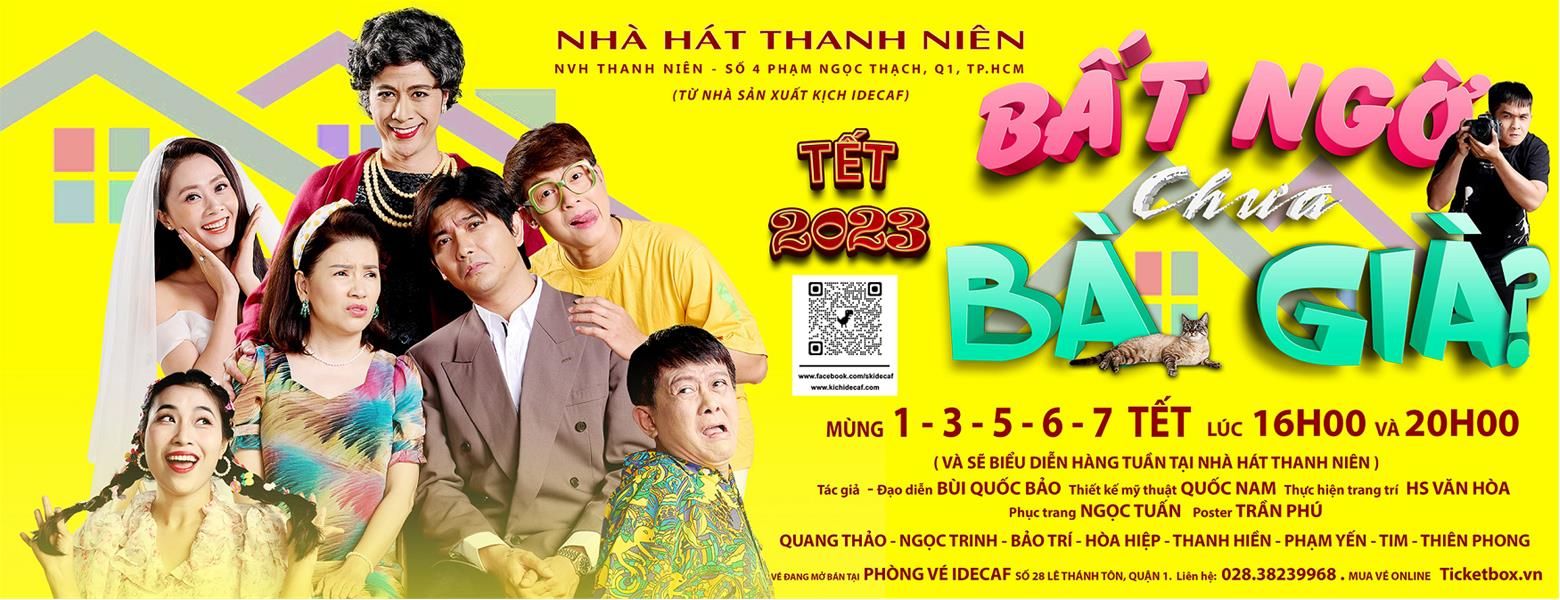 NHÀ HÁT THANH NIÊN
NVH THANH NIÊN - SỐ 4 PHẠM NGỌC THẠCH, Q1, TP.HCM
(TỪ NHÀ SẢN XUẤT KỊCH IDECAF)
TẾT
2023
BẤT NGỜ
Chưa
BÀ GIÀ?
www.facebook.com/skidecaf
www.kichidecaf.com
MÙNG 1 - 3 - 5 - 6 - 7 TẾT LÚC 16H00 VÀ 20H00
( VÀ SẼ BIỂU DIỄN HÀNG TUẦN TẠI NHÀ HÁT THANH NIÊN )
Tác giả - Đạo diễn BÙI QUỐC BẢO Thiết kế mỹ thuật QUỐC NAM Thực hiện trang trí HS VĂN HÒA
Phục trang NGỌC TUẤN Poster TRẦN PHÚ
QUANG THẢO - NGỌC TRINH - BẢO TRÍ - HÒA HIỆP - THANH HIỀN - PHẠM YẾN - TIM - THIÊN PHONG
VÉ ĐANG MỞ BÁN TẠI PHÒNG VÉ IDECAF SỐ 28 LÊ THÁNH TÔN, QUẬN 1. Liên hệ: 028.38239968 . MUA VÉ ONLINE Ticketbox.vn